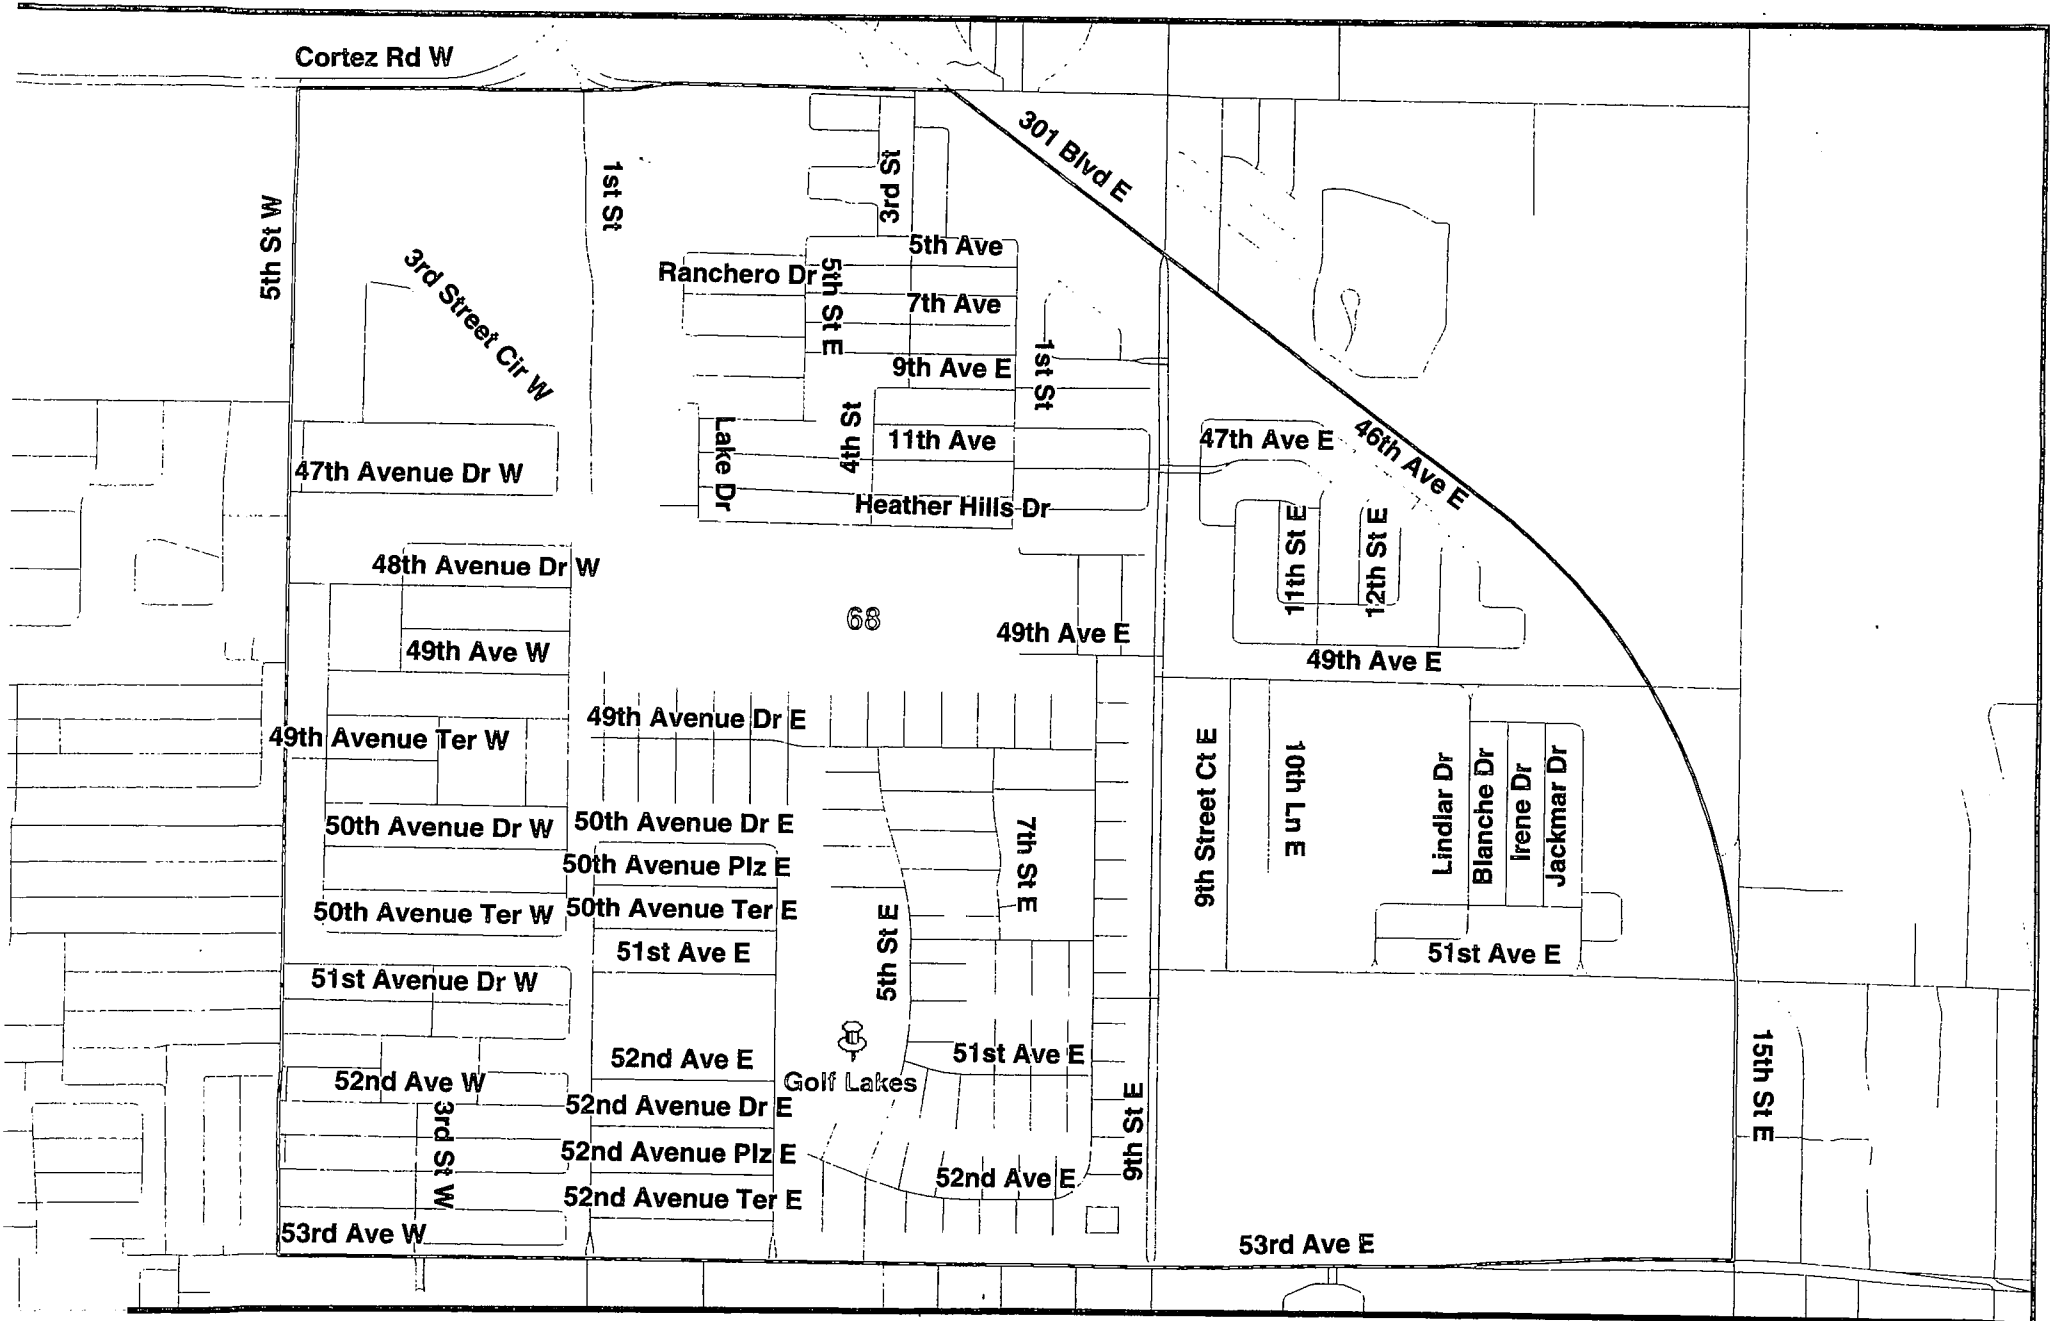 Cortez Rd W
301 Blvd E
3rd St
1st St
5th St W
5th Ave
3rd Street Cir W
Ranchero Dr
5th St E
7th Ave
9th Ave E
1st St
4th St
11th Ave
Lake Dr
47th Ave E
46th Ave E
47th Avenue Dr W
Heather Hills Dr
11th St E
12th St E
48th Avenue Dr W
68
49th Ave E
49th Ave W
49th Ave E
49th Avenue Dr E
49th Avenue Ter W
9th Street Ct E
10th Ln E
Lindiar Dr
Blanche Dr
Irene Dr
Jackmar Dr
50th Avenue Dr W
50th Avenue Dr E
7th St E
50th Avenue Plz E
50th Avenue Ter W
50th Avenue Ter E
51st Ave E
5th St E
51st Ave E
51st Avenue Dr W
52nd Ave E
51st Ave E
15th St E
52nd Ave W
Golf Lakes
52nd Avenue Dr E
3rd St W
9th St E
52nd Avenue Plz E
52nd Ave E
52nd Avenue Ter E
53rd Ave W
53rd Ave E